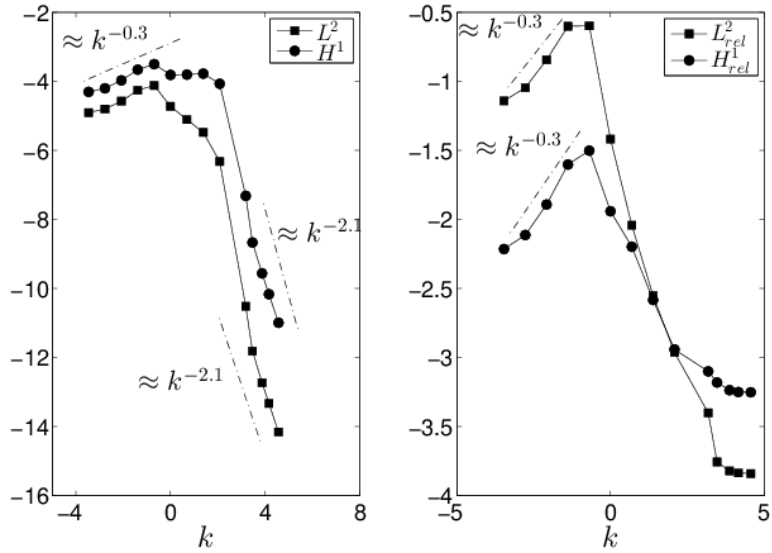 −2
−4
−6
−8
−10
−12
−14
−16
−4
0
4
8
k
≈ k^{−0.3}
L^2
H^1
≈ k^{−2.1}
≈ k^{−2.1}
−0.5
−1
−1.5
−2
−2.5
−3
−3.5
−4
−5
0
5
k
≈ k^{−0.3}
L^2_{rel}
H^1_{rel}
≈ k^{−0.3}